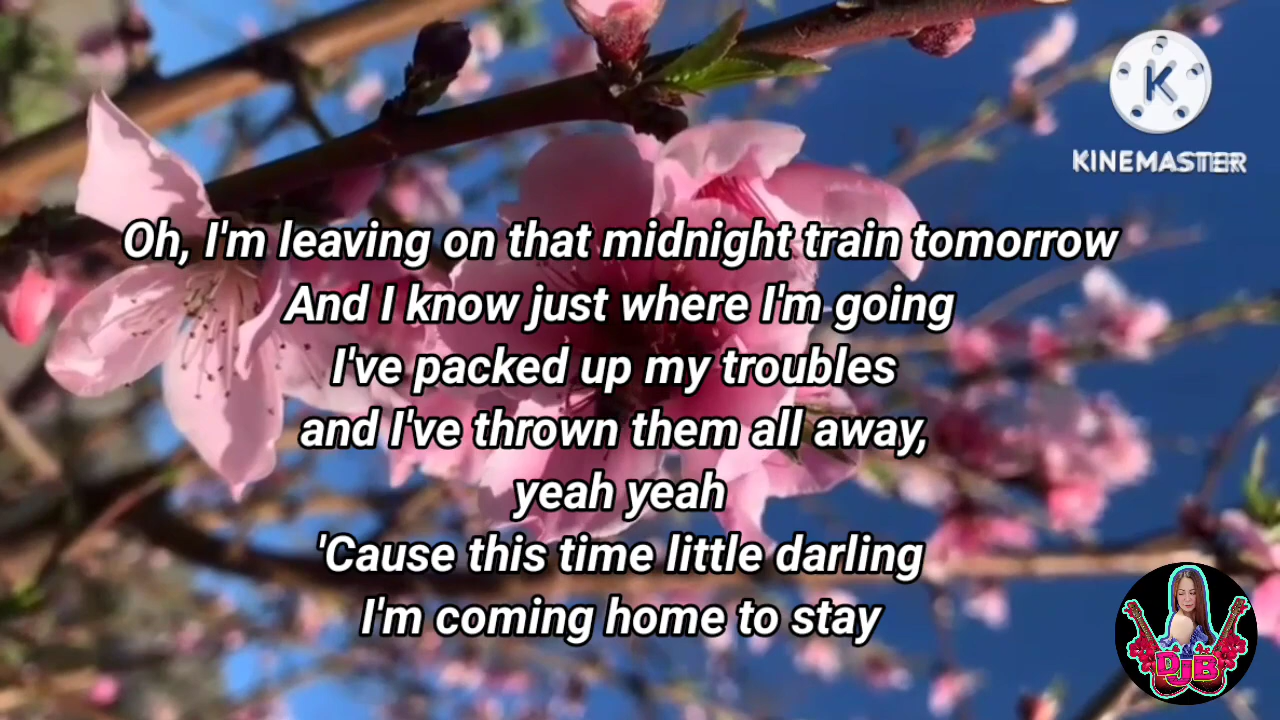 K
KINEMASTER
Oh, I'm leaving on that midnight train tomorrow
And I know just where I'm going
I've packed up my troubles
and I've thrown them all away,
yeah yeah
'Cause this time little darling
I'm coming home to stay
DJB